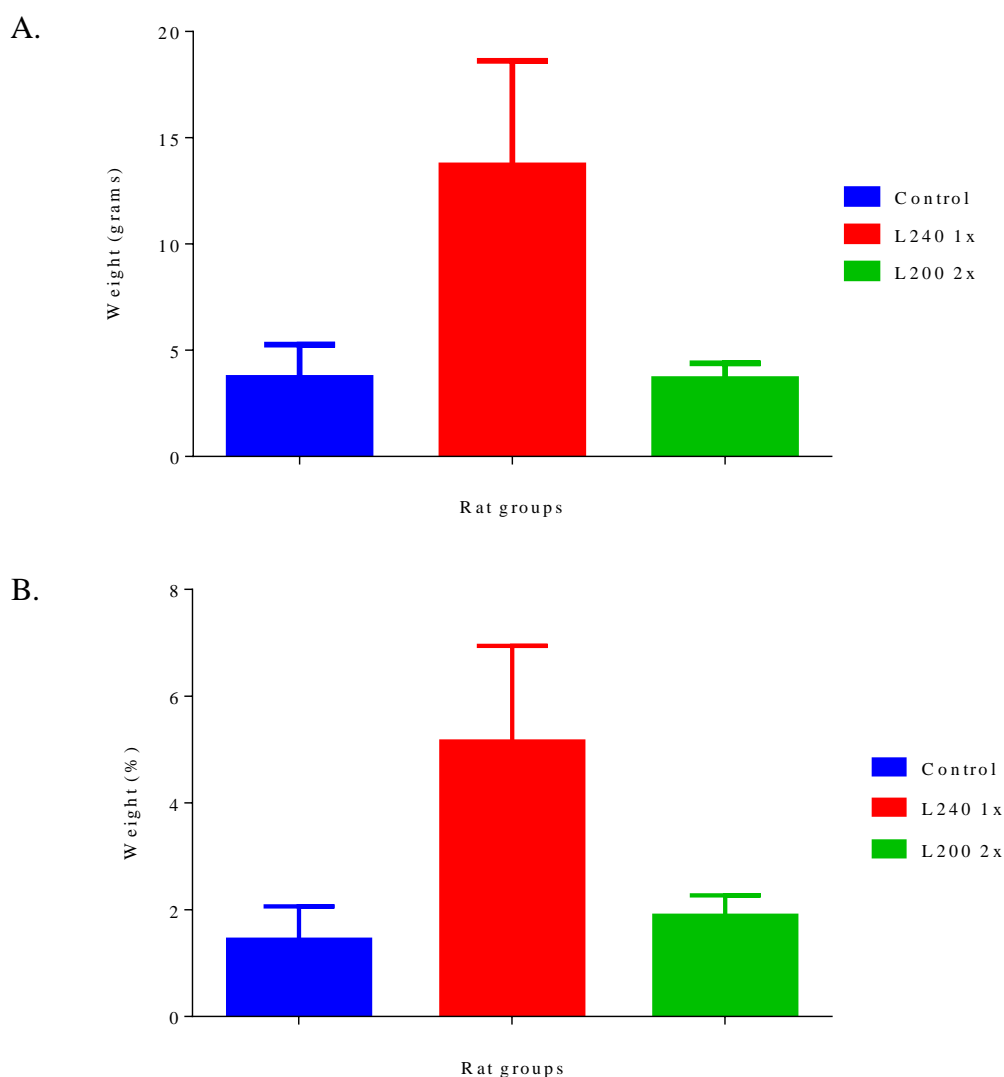 A.
20
15
10
5
0
Weight (grams)
Rat groups
Control
L240 1x
L200 2x
B.
8
6
4
2
0
Weight (%)
Rat groups
Control
L240 1x
L200 2x